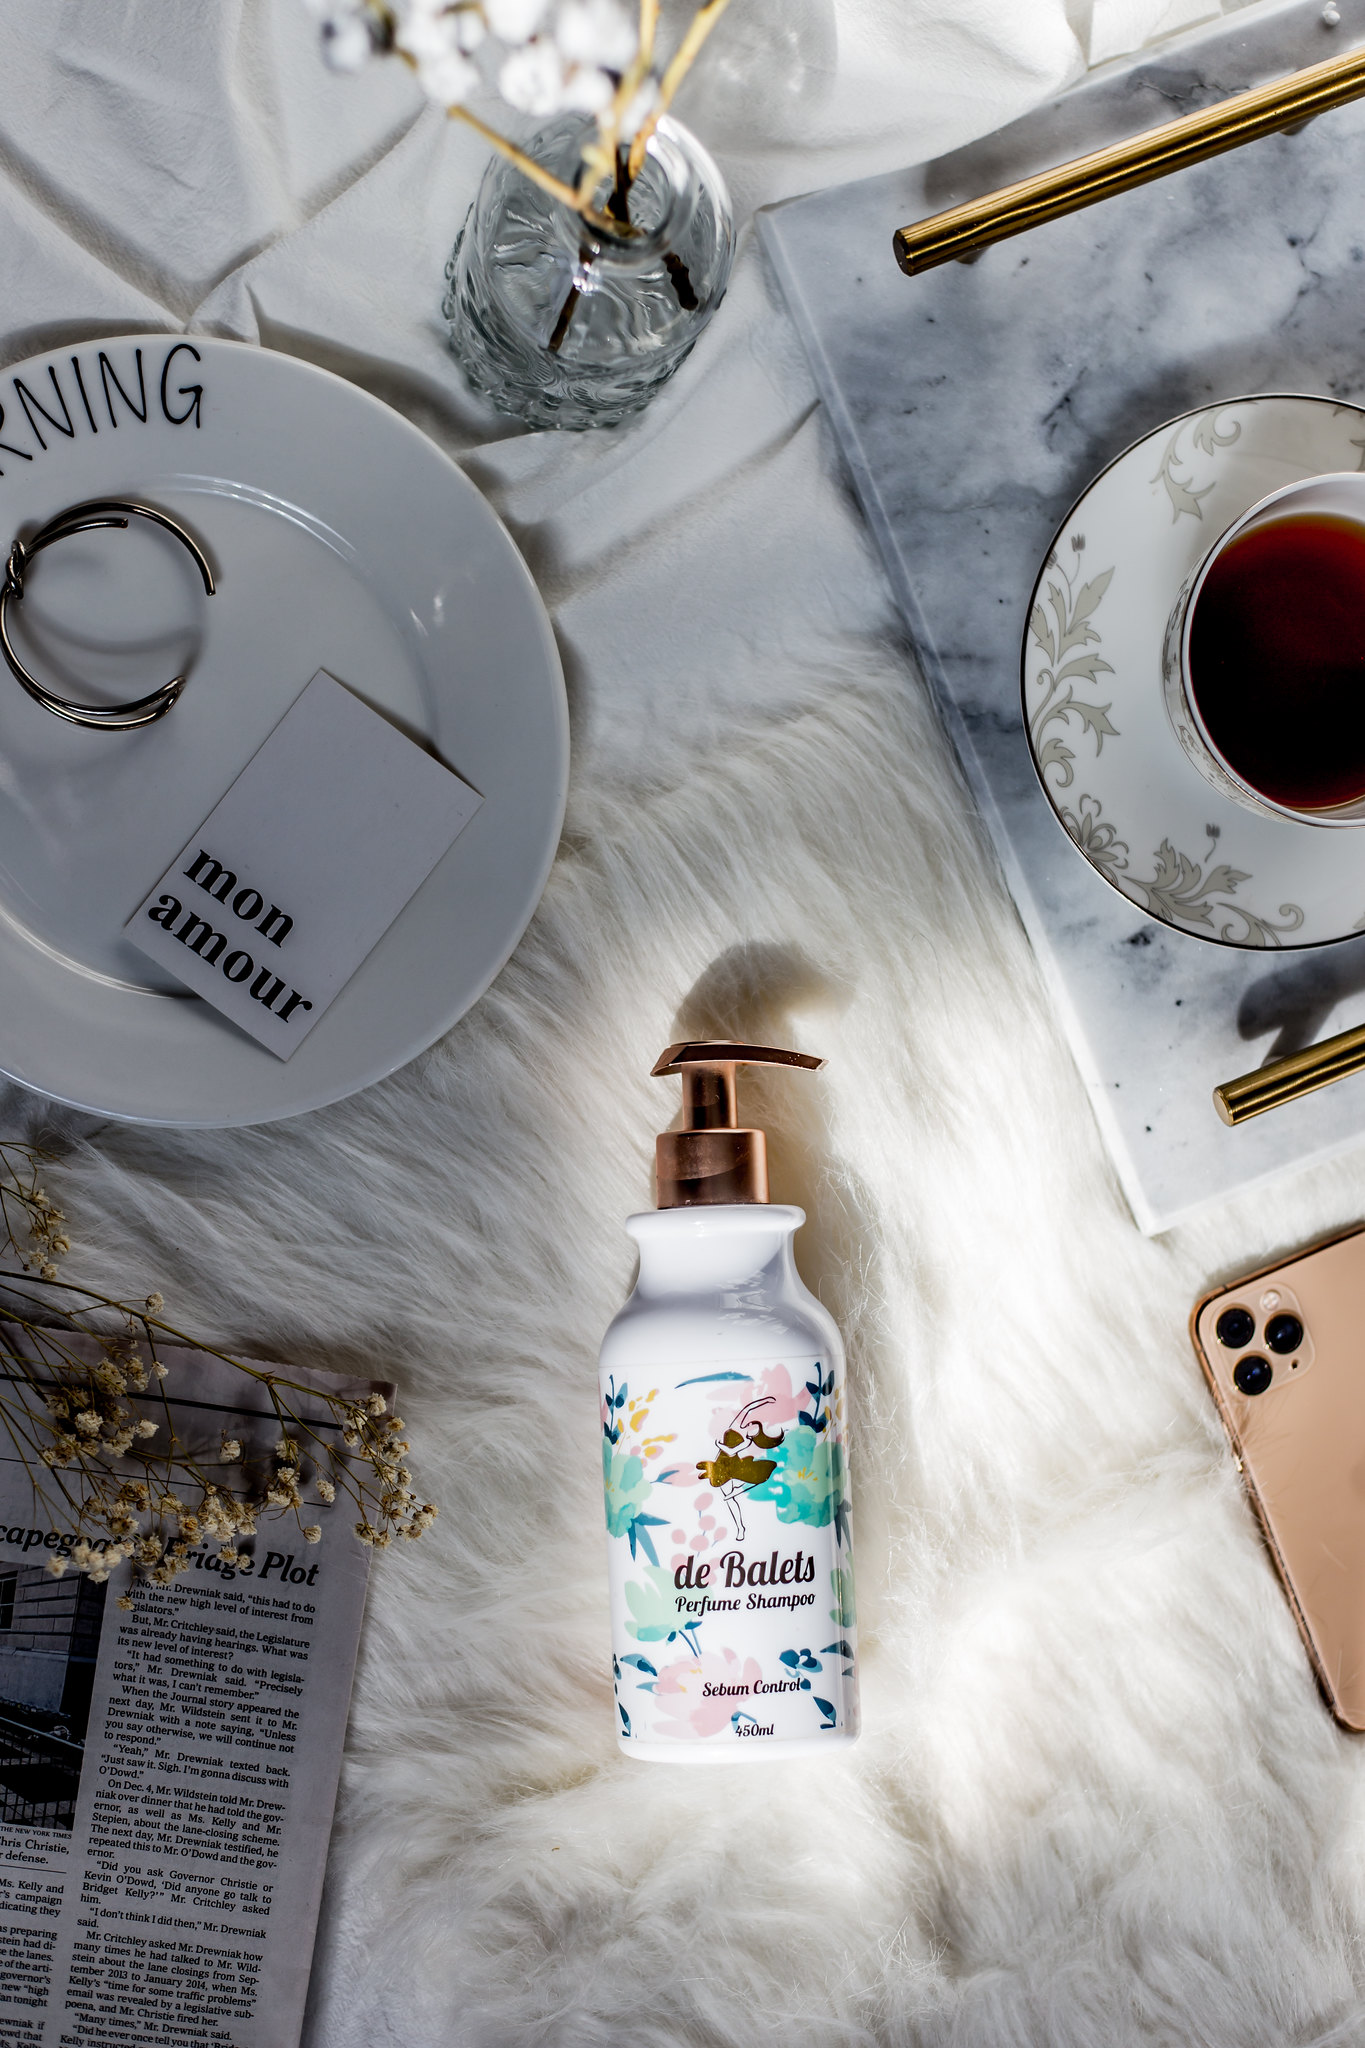 RNING
mon
amour
de Balets
Perfume Shampoo
Sebum Control
450ml
Bridge Plot
"No, Mr. Drewniak said, "this had to do
with the new high level of interest from
islators."
But, Mr. Critchley said, the Legislature
was already having hearings. What was
its new level of interest?
"It had something to do with legisla-
tors," Mr. Drewniak said. "Precisely
what it was, I can't remember."
When the Journal story appeared the
next day, Mr. Wildstein sent it to Mr.
Drewniak with a note saying, "Unless
you say otherwise, we will continue not
to respond."
"Yeah," Mr. Drewniak texted back.
"Just saw it. Sigh. I'm gonna discuss with
O'Dowd."
On Dec. 4, Mr. Wildstein told Mr. Drew-
niak over dinner that he had told the gov-
ernor, as well as Ms. Kelly and Mr.
Stepien, about the lane-closing scheme.
The next day, Mr. Drewniak testified, he
repeated this to Mr. O'Dowd and the gov-
ernor.
"Did you ask Governor Christie or
Kevin O'Dowd, 'Did anyone go talk to
Bridget Kelly?'" Mr. Critchley asked
him.
"I don't think I did then," Mr. Drewniak
said.
Mr. Critchley asked Mr. Drewniak how
many times he had talked to Mr. Wild-
stein about the lane closings from Sep-
tember 2013 to January 2014, when Ms.
Kelly's "time for some traffic problems"
email was revealed by a legislative sub-
poena, and Mr. Christie fired her.
"Many times," Mr. Drewniak said.
"Did he ever once tell you that
Kelly instructed
THE NEW YORK TIMES
hris Christie,
r defense.
Ms. Kelly and
r's campaign
dicating they
as preparing
stein had di-
se the lanes.
e of the arti-
governor's
new "high
an tonight
ewniak if
owd that
Ms. Kelly